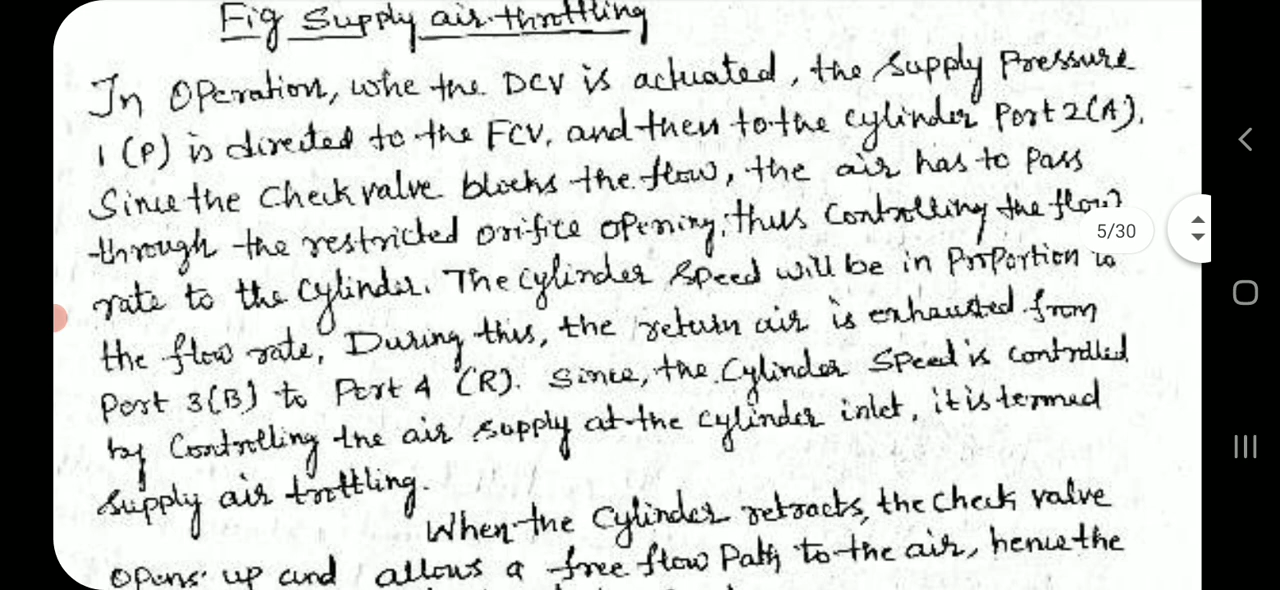 Fig Supply air throttling
In Operation, whe the DCV is actuated, the Supply Pressure
1 (P) is directed to the FCV, and then to the cylinder Port 2(A).
Since the Check valve blocks the flow, the air has to Pass
through the restricted orifice opening, thus Controlling the flow
5/30
rate to the Cylinder. The Cylinder Speed will be in Proportion to
the flow rate, During this, the return air is exhausted from
Port 3(B) to Port 4 (R). Since, the Cylinder Speed is controlled
by Controlling the air supply at the cylinder inlet, it is termed
Supply air trottling.
When the Cylinder retracts, the Check valve
Opens up and allows a free flow Path to the air, hence the